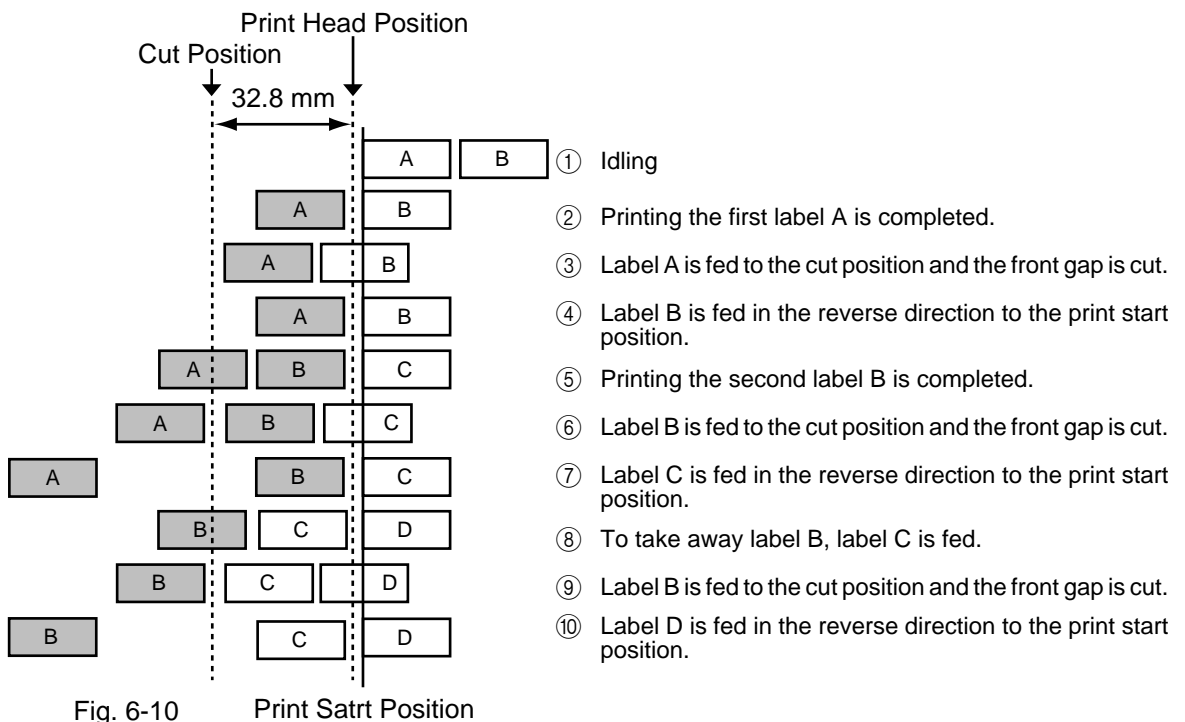 Print Head Position
Cut Position
32.8 mm
A B ① Idling
A B ② Printing the first label A is completed.
A B ③ Label A is fed to the cut position and the front gap is cut.
A B ④ Label B is fed in the reverse direction to the print start
position.
A B C ⑤ Printing the second label B is completed.
A B C ⑥ Label B is fed to the cut position and the front gap is cut.
A B C ⑦ Label C is fed in the reverse direction to the print start
position.
B C D ⑧ To take away label B, label C is fed.
B C D ⑨ Label B is fed to the cut position and the front gap is cut.
B C D ⑩ Label D is fed in the reverse direction to the print start
position.
Fig. 6-10 Print Satrt Position